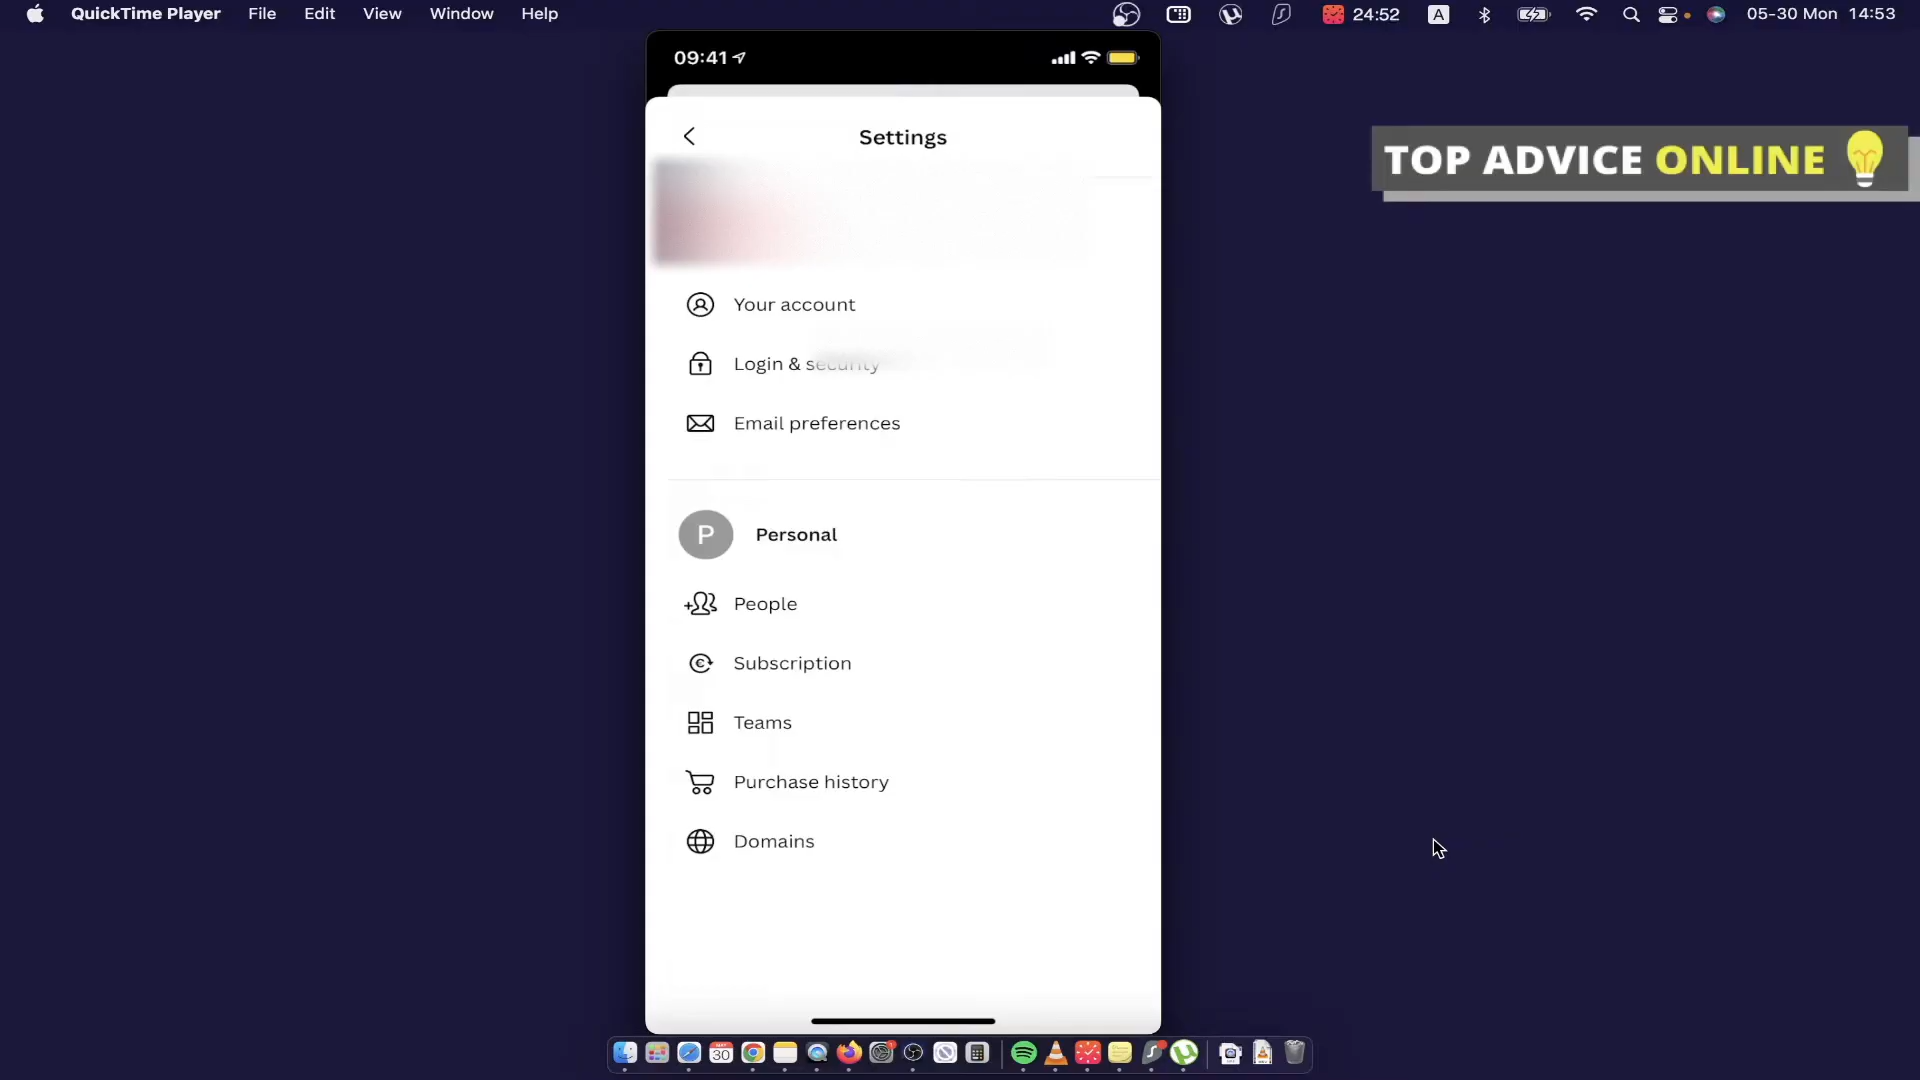 QuickTime Player File Edit View Window Help
24:52 A 05-30 Mon 14:53
09:41
Settings
TOP ADVICE ONLINE
Your account
Login & security
Email preferences
P Personal
People
Subscription
Teams
Purchase history
Domains
30